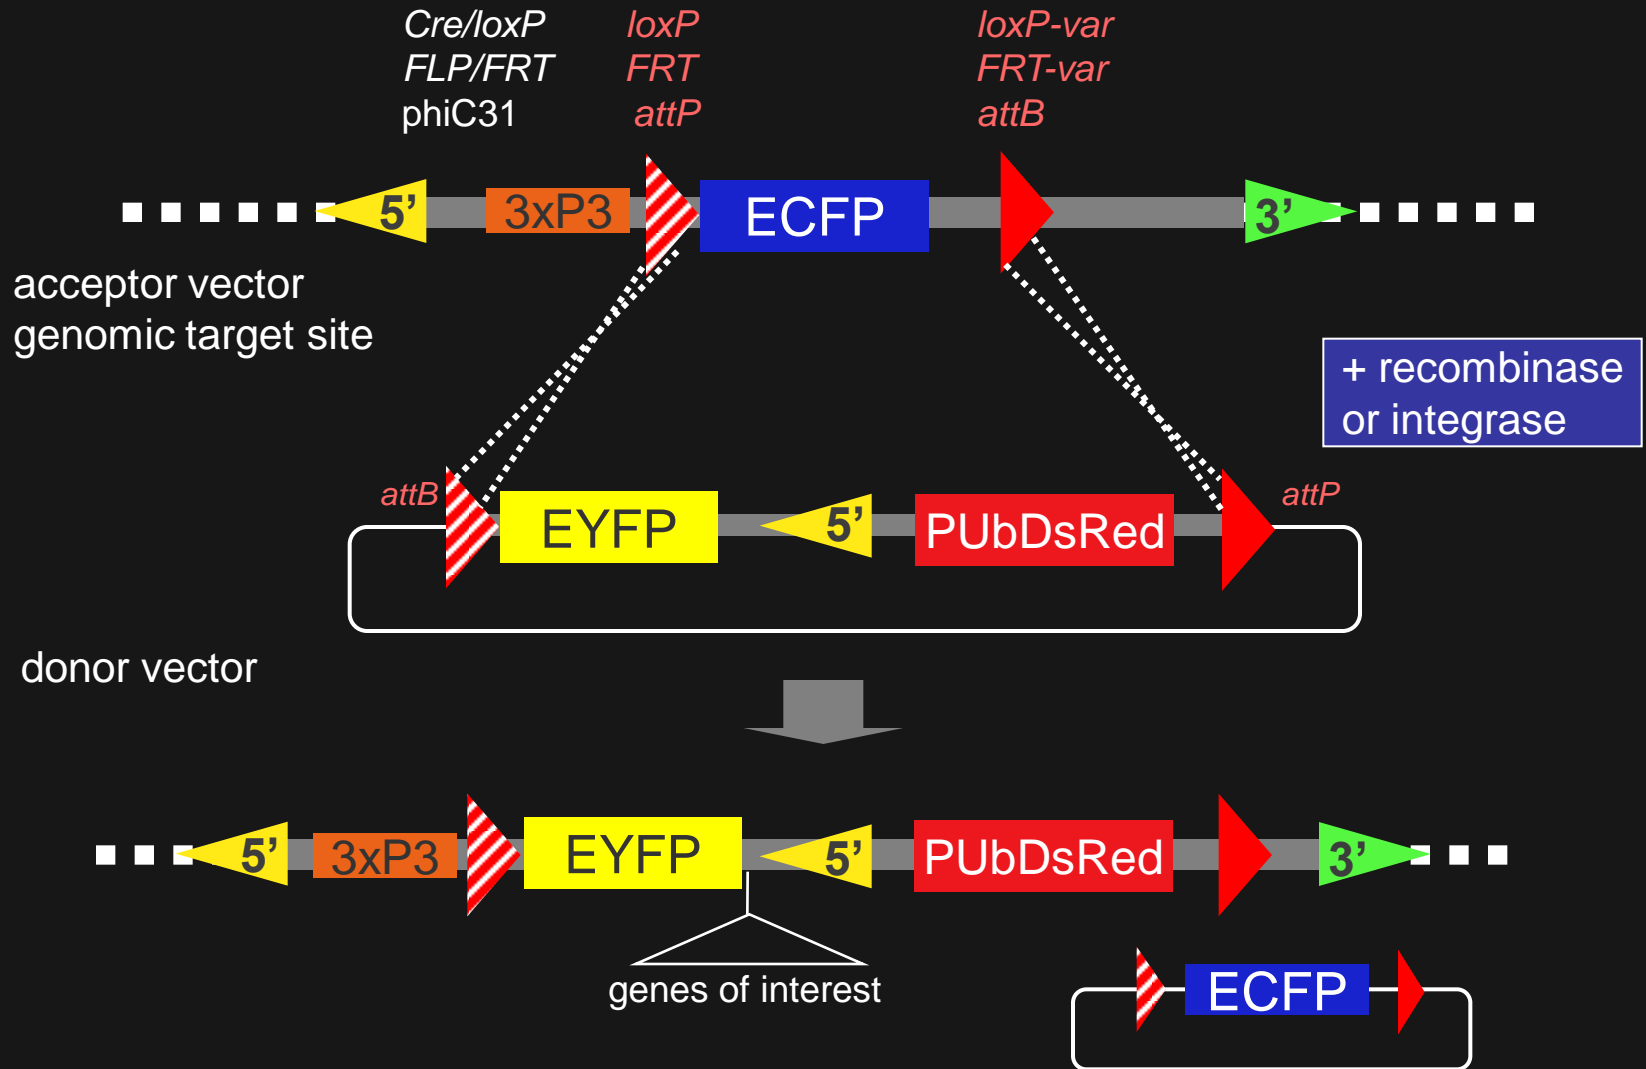 Cre/loxP loxP loxP-var
FLP/FRT FRT FRT-var
phiC31 attP attB
5’ 3xP3 ECFP 3’
acceptor vector
genomic target site
+ recombinase
or integrase
attB EYFP 5’ PUbDsRed attP
donor vector
5’ 3xP3 EYFP 5’ PUbDsRed 3’
genes of interest
ECFP